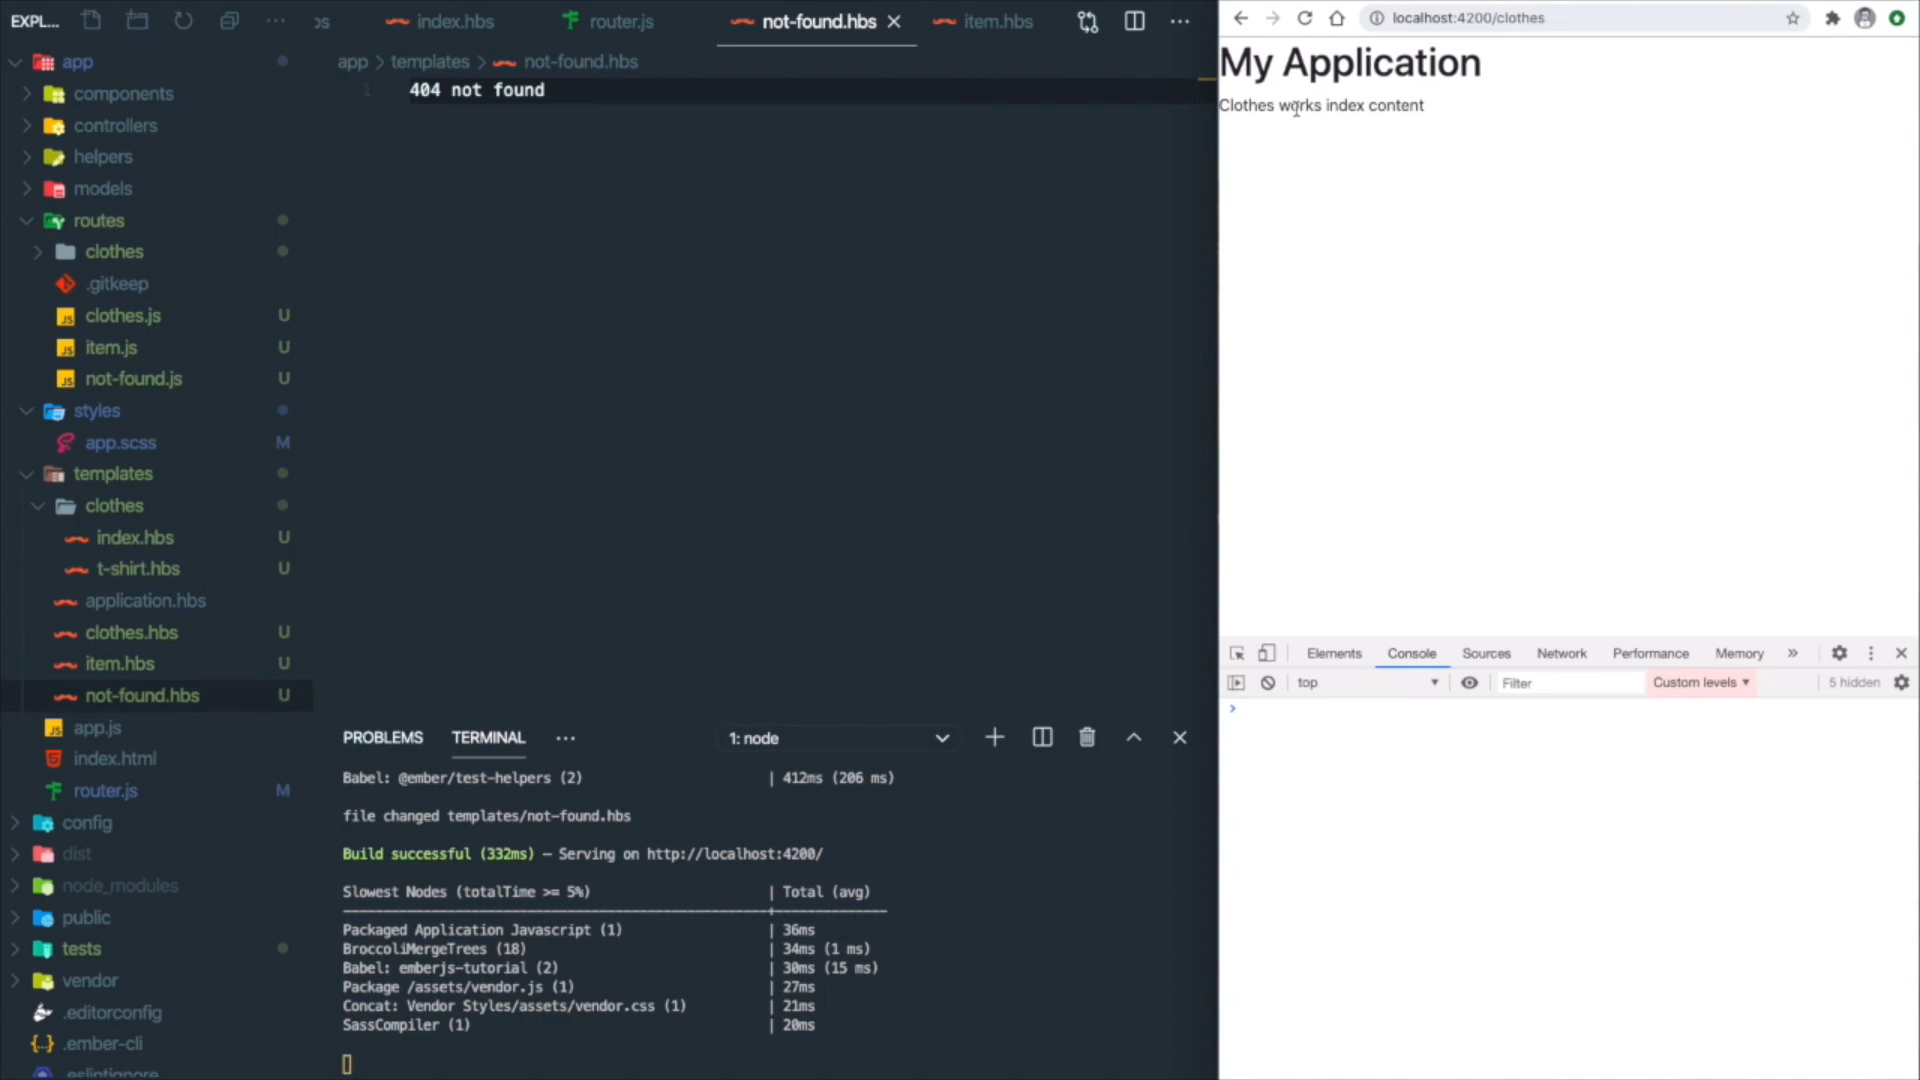 EXPL...
index.hbs
router.js
not-found.hbs
item.hbs
app
components
controllers
helpers
models
routes
clothes
.gitkeep
clothes.js U
item.js U
not-found.js U
styles
app.scss M
templates
clothes
index.hbs U
t-shirt.hbs U
application.hbs
clothes.hbs U
item.hbs U
not-found.hbs U
app.js
index.html
router.js M
config
dist
node_modules
public
tests
vendor
.editorconfig
.ember-cli
.eslintignore
app > templates > not-found.hbs
1 404 not found
PROBLEMS TERMINAL ... 1: node
Babel: @ember/test-helpers (2) | 412ms (206 ms)
file changed templates/not-found.hbs
Build successful (332ms) – Serving on http://localhost:4200/
Slowest Nodes (totalTime >= 5%) | Total (avg)
Packaged Application Javascript (1) | 36ms
BroccoliMergeTrees (18) | 34ms (1 ms)
Babel: emberjs-tutorial (2) | 30ms (15 ms)
Package /assets/vendor.js (1) | 27ms
Concat: Vendor Styles/assets/vendor.css (1) | 21ms
SassCompiler (1) | 20ms
localhost:4200/clothes
My Application
Clothes works index content
Elements Console Sources Network Performance Memory »
top Filter Custom levels 5 hidden